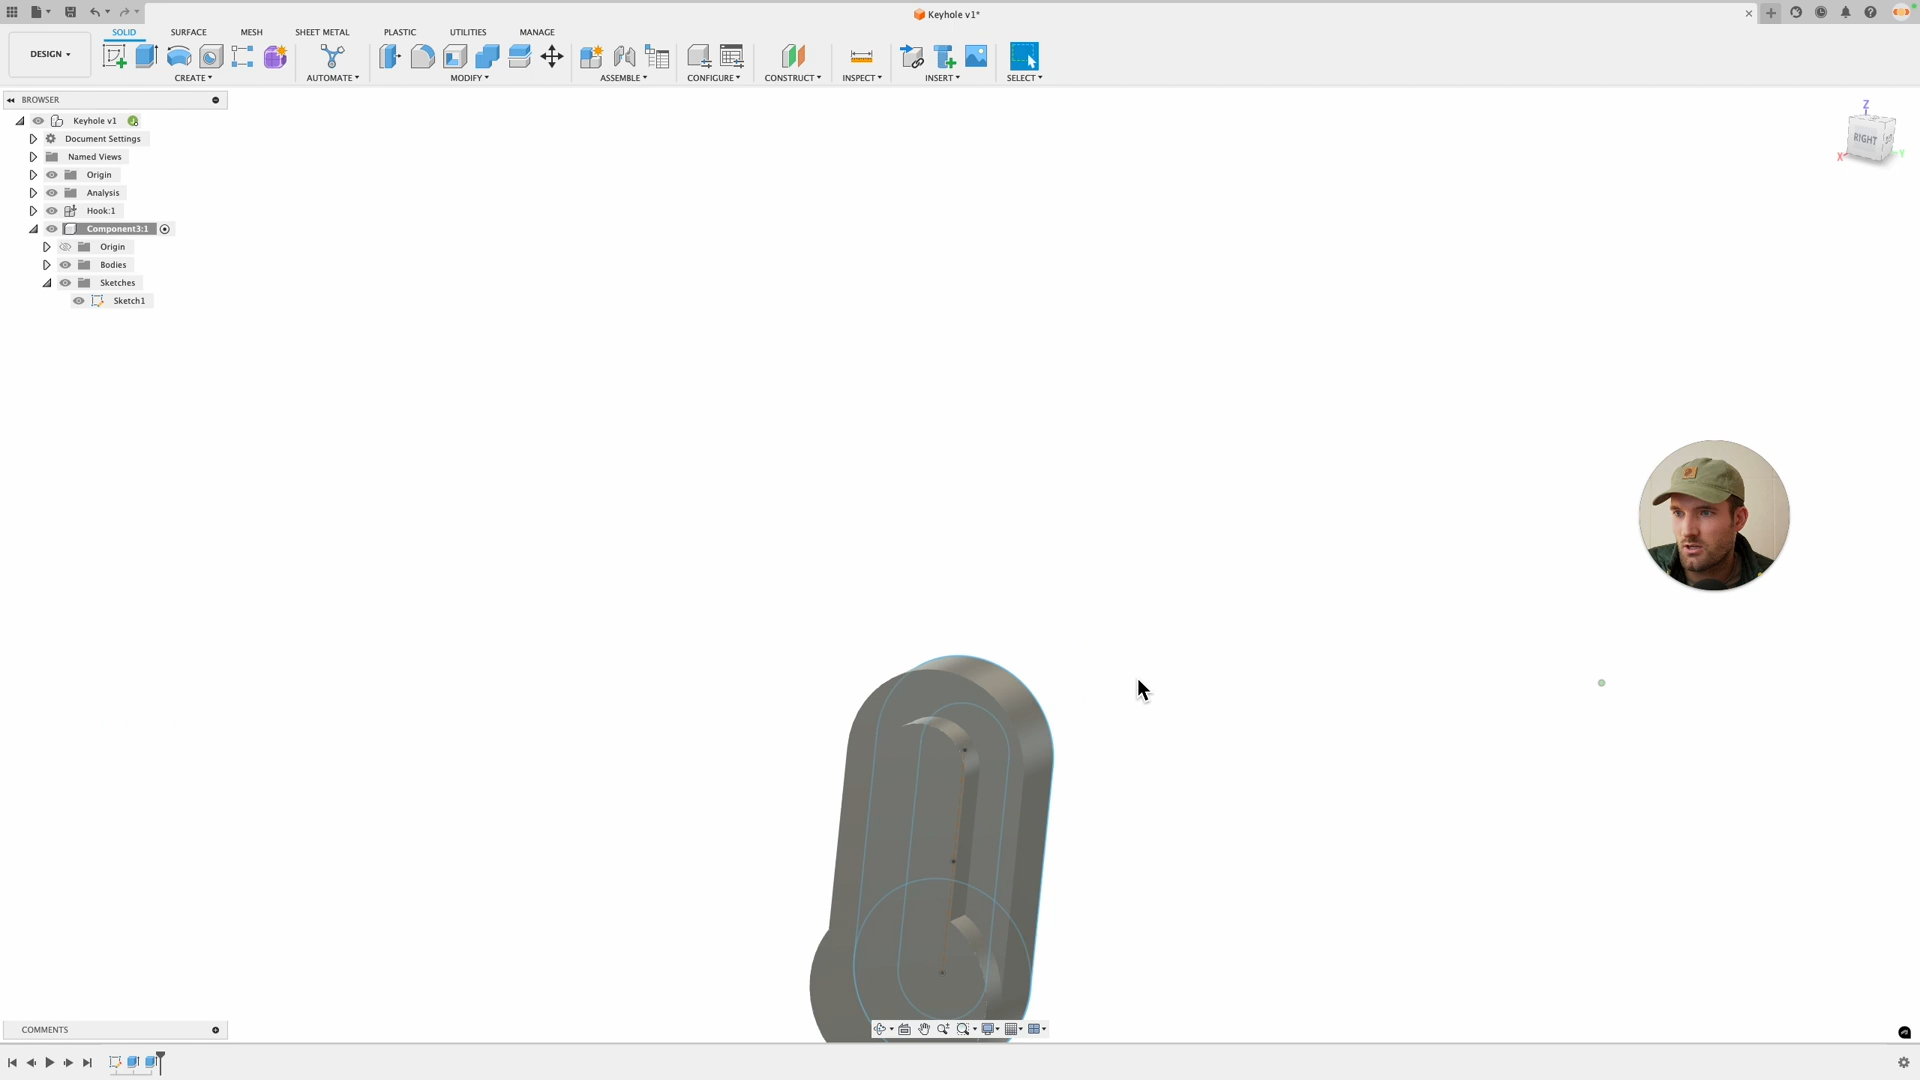 Keyhole v1*
SOLID SURFACE MESH SHEET METAL PLASTIC UTILITIES MANAGE
DESIGN
CREATE AUTOMATE MODIFY ASSEMBLE CONFIGURE CONSTRUCT INSPECT INSERT SELECT
BROWSER
Keyhole v1
Document Settings
Named Views
Origin
Analysis
Hook:1
Component3:1
Origin
Bodies
Sketches
Sketch1
Z
RIGHT
X
Y
COMMENTS